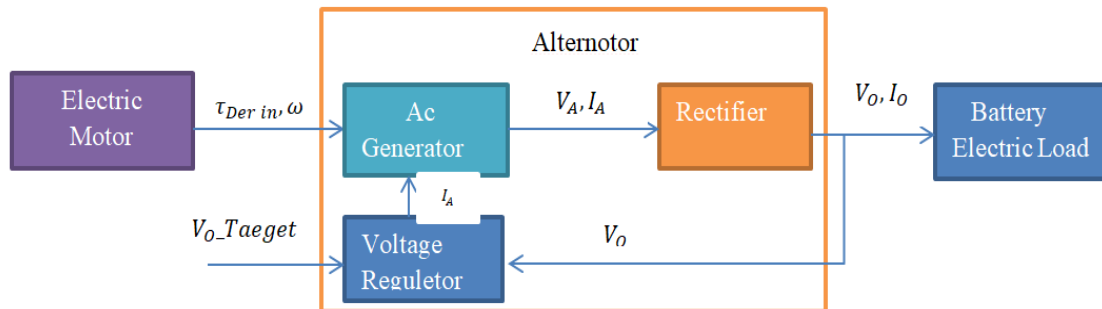 Alternotor
Electric
Motor
τDer in, ω
Ac
Generator
VA, IA
Rectifier
VO, IO
Battery
Electric Load
IA
VO_Taeget
Voltage
Reguletor
VO